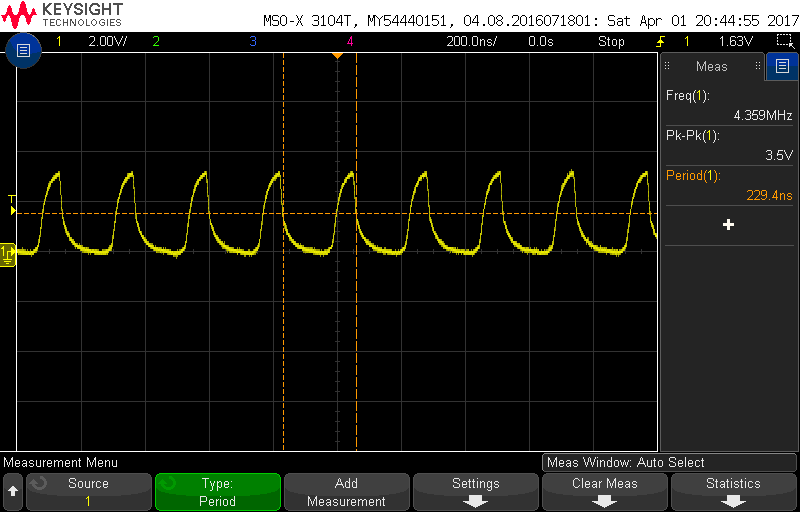 KEYSIGHT
TECHNOLOGIES
MSO-X 3104T, MY54440151, 04.08.2016071801: Sat Apr 01 20:44:55 2017
1 2.00V/ 2 3 4 200.0ns/ 0.0s Stop 1 1.63V
Meas
Freq(1):
4.359MHz
Pk-Pk(1):
3.5V
Period(1):
229.4ns
+
T
1
Measurement Menu
Meas Window: Auto Select
Source
1
Type:
Period
Add
Measurement
Settings
Clear Meas
Statistics